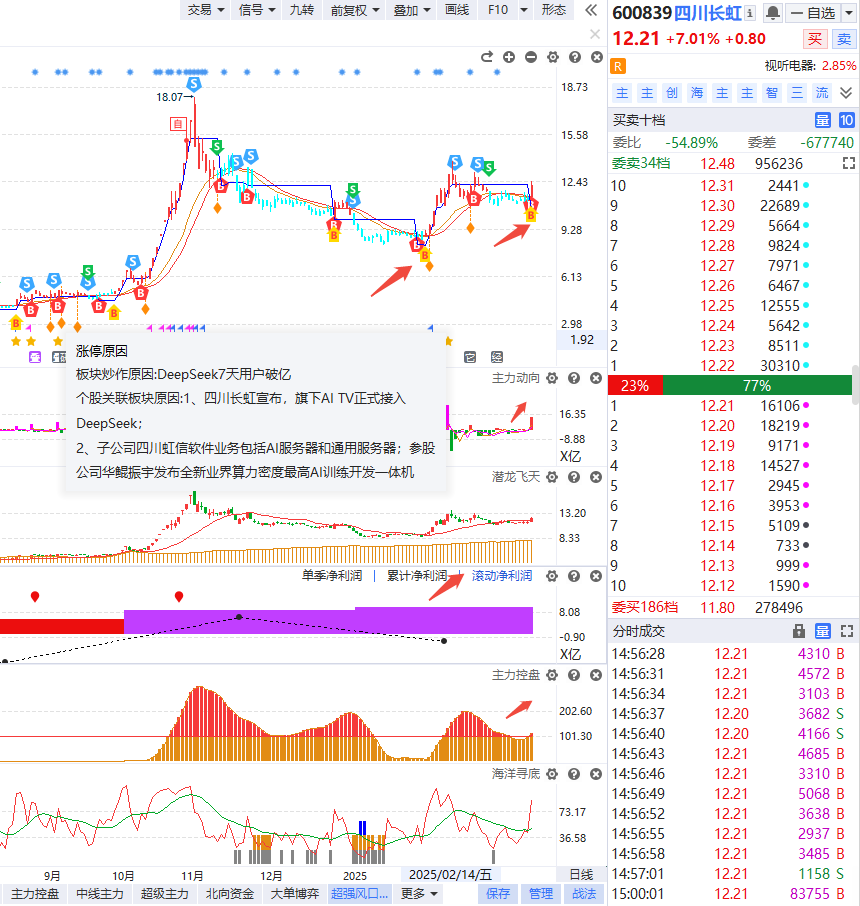 交易 信号 九转 前复权 叠加 画线 F10 形态
18.07
自
18.73
15.58
12.43
9.28
6.13
2.98
1.92
涨停原因
板块炒作原因:DeepSeek7天用户破亿
个股关联板块原因:1、四川长虹宣布，旗下AI TV正式接入
DeepSeek；
2、子公司四川虹信软件业务包括AI服务器和通用服务器；参股
公司华鲲振宇发布全新业界算力密度最高AI训练开发一体机
主力动向
16.35
-8.88
X亿
潜龙飞天
13.20
8.33
单季净利润 | 累计净利润 | 滚动净利润
8.08
-0.90
X亿
主力控盘
202.60
101.30
海洋寻底
73.17
36.58
9月 10月 11月 12月 2025 2025/02/14/五 日线
主力控盘 中线主力 超级主力 北向资金 大单博弈 超强风口... 更多 保存 管理 战法
600839 四川长虹 自选
12.21 +7.01% +0.80 买 卖
R 视听电器: 2.85%
主 主 创 海 主 主 智 三 流
买卖十档 量 10
委比 -54.89% 委差 -677740
委卖34档 12.48 956236
10 12.31 2441
9 12.30 22689
8 12.29 5664
7 12.28 9824
6 12.27 7971
5 12.26 6467
4 12.25 12555
3 12.24 5642
2 12.23 8511
1 12.22 30310
23% 77%
1 12.21 16106
2 12.20 18219
3 12.19 9171
4 12.18 14527
5 12.17 2945
6 12.16 3953
7 12.15 5109
8 12.14 733
9 12.13 999
10 12.12 1590
委买186档 11.80 278496
分时成交 量
14:56:28 12.21 4310 B
14:56:31 12.21 4572 B
14:56:34 12.21 3103 B
14:56:37 12.20 3682 S
14:56:40 12.20 4166 S
14:56:43 12.21 4685 B
14:56:46 12.21 3310 B
14:56:49 12.21 5068 B
14:56:52 12.21 3638 B
14:56:55 12.21 2937 B
14:56:58 12.21 3485 B
14:57:01 12.21 1158 S
15:00:01 12.21 83755 B